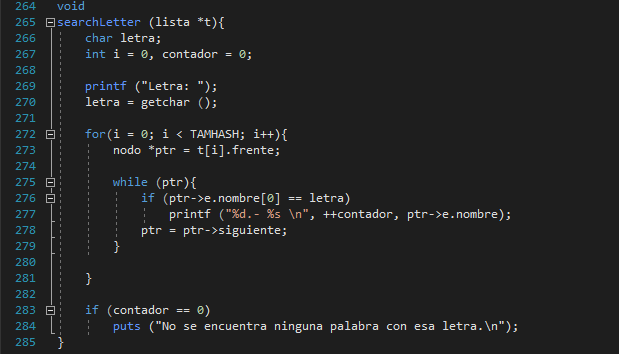 264 void
265 searchLetter (lista *t){
266 char letra;
267 int i = 0, contador = 0;
268
269 printf ("Letra: ");
270 letra = getchar ();
271
272 for(i = 0; i < TAMHASH; i++){
273 nodo *ptr = t[i].frente;
274
275 while (ptr){
276 if (ptr->e.nombre[0] == letra)
277 printf ("%d.- %s \n", ++contador, ptr->e.nombre);
278 ptr = ptr->siguiente;
279 }
280
281 }
282
283 if (contador == 0)
284 puts ("No se encuentra ninguna palabra con esa letra.\n");
285 }